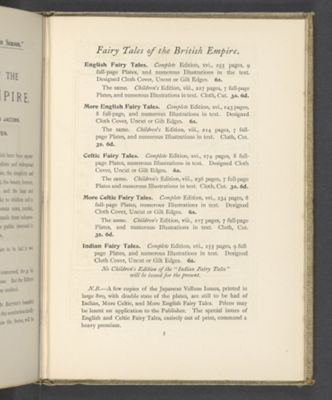 Fairy Tales of the British Empire.
English Fairy Tales. Complete Edition, xvi., 255 pages, 9
full-page Plates, and numerous Illustrations in the text.
Designed Cloth Cover, Uncut or Gilt Edges. 6s.
The same. Children's Edition, viii., 227 pages, 7 full-page
Plates, and numerous Illustrations in text. Cloth, Cut. 3s. 6d.
More English Fairy Tales. Complete Edition, xvi., 243 pages,
8 full-page, and numerous Illustrations in text. Designed
Cloth Cover, Uncut or Gilt Edges. 6s.
The same. Children's Edition, viii., 214 pages, 7 full-
page Plates, and numerous Illustrations in text. Cloth, Cut.
3s. 6d.
Celtic Fairy Tales. Complete Edition, xvi., 274 pages, 8 full-
page Plates, numerous Illustrations in text. Designed Cloth
Cover, Uncut or Gilt Edges. 6s.
The same. Children's Edition, viii., 236 pages, 7 full-page
Plates and numerous Illustrations in text. Cloth, Cut. 3s. 6d.
More Celtic Fairy Tales. Complete Edition, xvi., 234 pages, 8
full-page Plates, numerous Illustrations in text. Designed
Cloth Cover, Uncut or Gilt Edges. 6s.
The same. Children's Edition, viii., 217 pages, 7 full-page
Plates, and numerous Illustrations in text. Cloth, Cut.
3s. 6d.
Indian Fairy Tales. Complete Edition, xvi., 255 pages, 9 full-
page Plates, and numerous Illustrations in text. Designed
Cloth Cover, Uncut or Gilt Edges. 6s.
No Children's Edition of the "Indian Fairy Tales"
will be issued for the present.
N.B.—A few copies of the Japanese Vellum Issues, printed in
large 8vo, with double state of the plates, are still to be had of
Indian, More Celtic, and More English Fairy Tales. Prices may
be learnt on application to the Publisher. The special issues of
English and Celtic Fairy Tales, entirely out of print, command a
heavy premium.